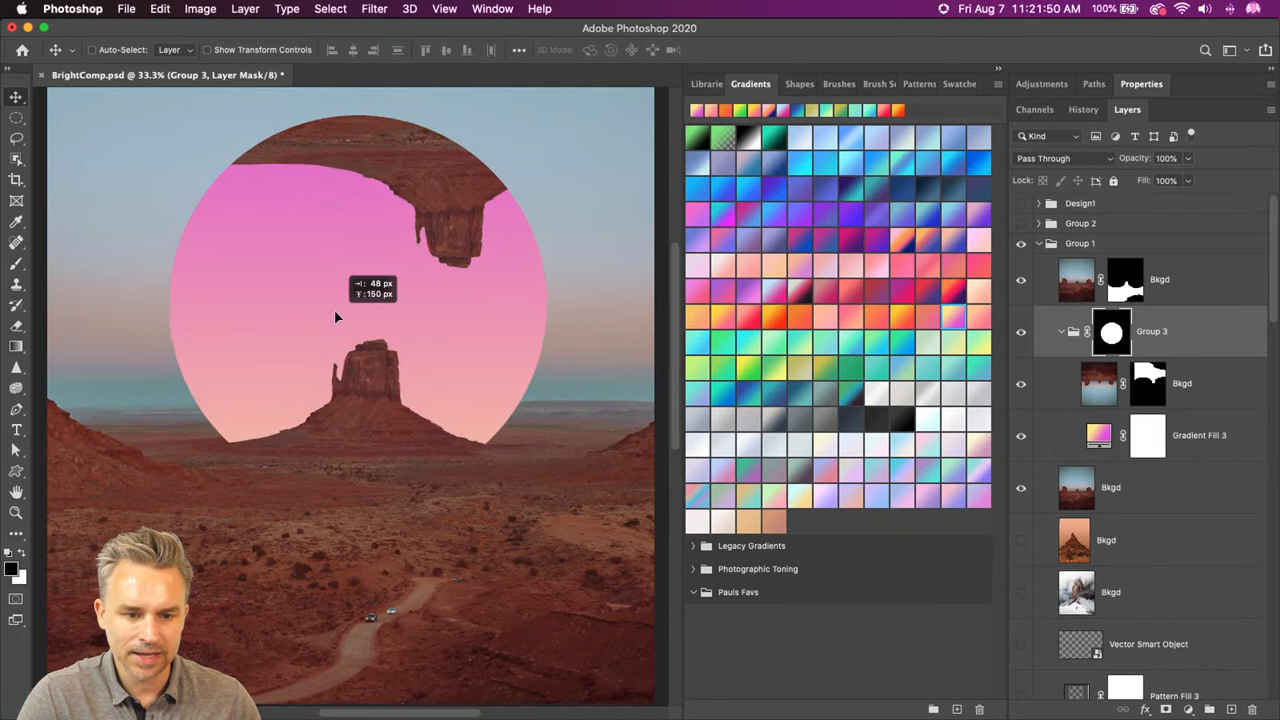 Photoshop File Edit Image Layer Type Select Filter 3D View Window Help
100% Fri Aug 7 11:21:50 AM
Adobe Photoshop 2020
Auto-Select: Layer Show Transform Controls 3D Mode:
BrightComp.psd @ 33.3% (Group 3, Layer Mask/8) *
Librarie Gradients Shapes Brushes Brush Se Patterns Swatche
Adjustments Paths Properties
Channels History Layers
Kind
Pass Through Opacity: 100%
Lock: Fill: 100%
Design1
Group 2
Group 1
Bkgd
Group 3
Bkgd
Gradient Fill 3
Bkgd
Bkgd
Bkgd
Vector Smart Object
Pattern Fill 3
48 px
150 px
Legacy Gradients
Photographic Toning
Pauls Favs